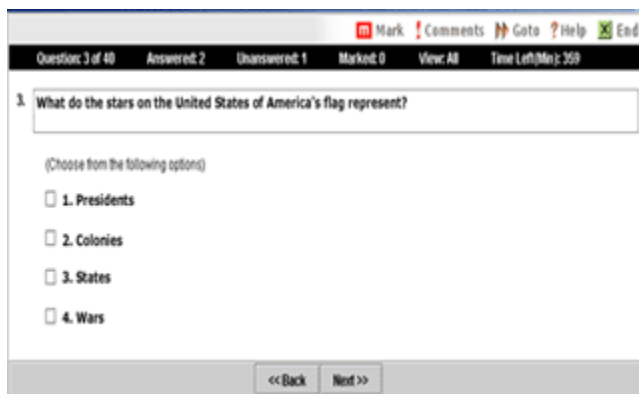 m Mark ! Comments Goto ? Help X End
Question: 3 of 40 Answered: 2 Unanswered: 1 Marked: 0 View: All Time Left(Min): 359
3. What do the stars on the United States of America's flag represent?
(Choose from the following options)
1. Presidents
2. Colonies
3. States
4. Wars
<< Back Next >>